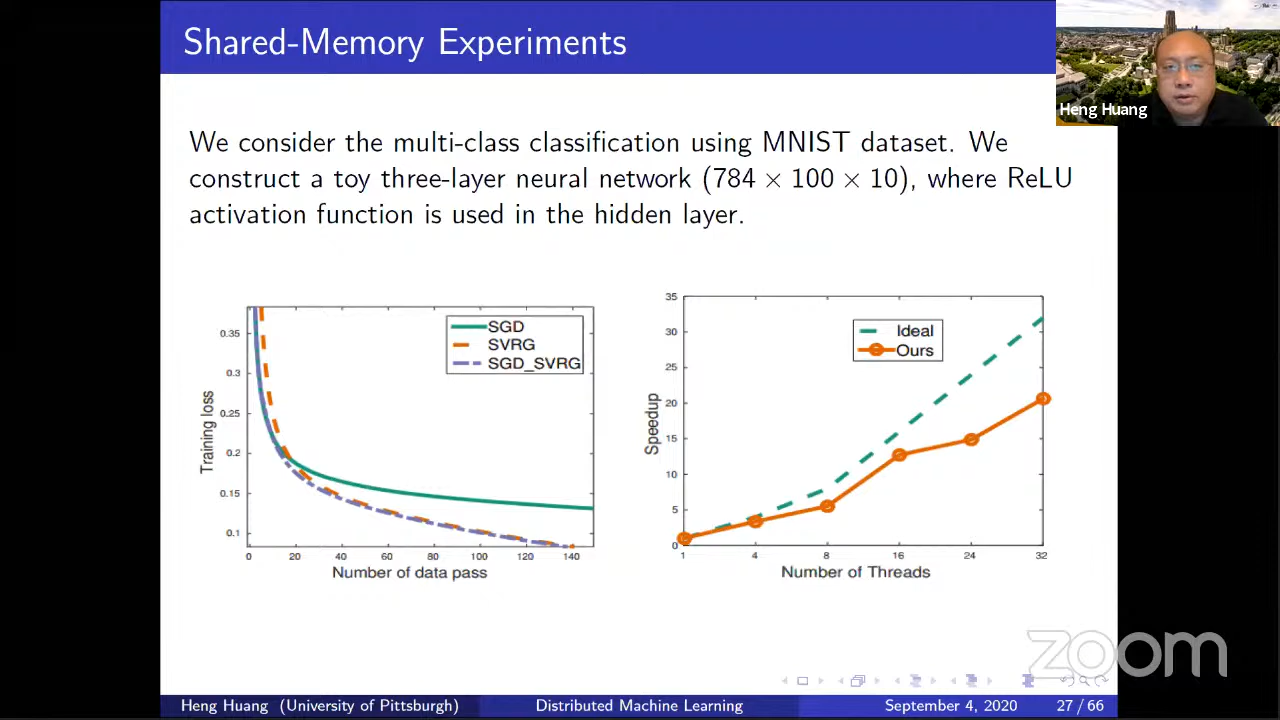 Shared-Memory Experiments
Heng Huang
We consider the multi-class classification using MNIST dataset. We
construct a toy three-layer neural network (784 × 100 × 10), where ReLU
activation function is used in the hidden layer.
SGD
SVRG
SGD_SVRG
Training loss
0.35
0.3
0.25
0.2
0.15
0.1
0 20 40 60 80 100 120 140
Number of data pass
Ideal
Ours
Speedup
35
30
25
20
15
10
5
0
1 4 8 16 24 32
Number of Threads
zoom
Heng Huang (University of Pittsburgh) Distributed Machine Learning September 4, 2020 27 / 66